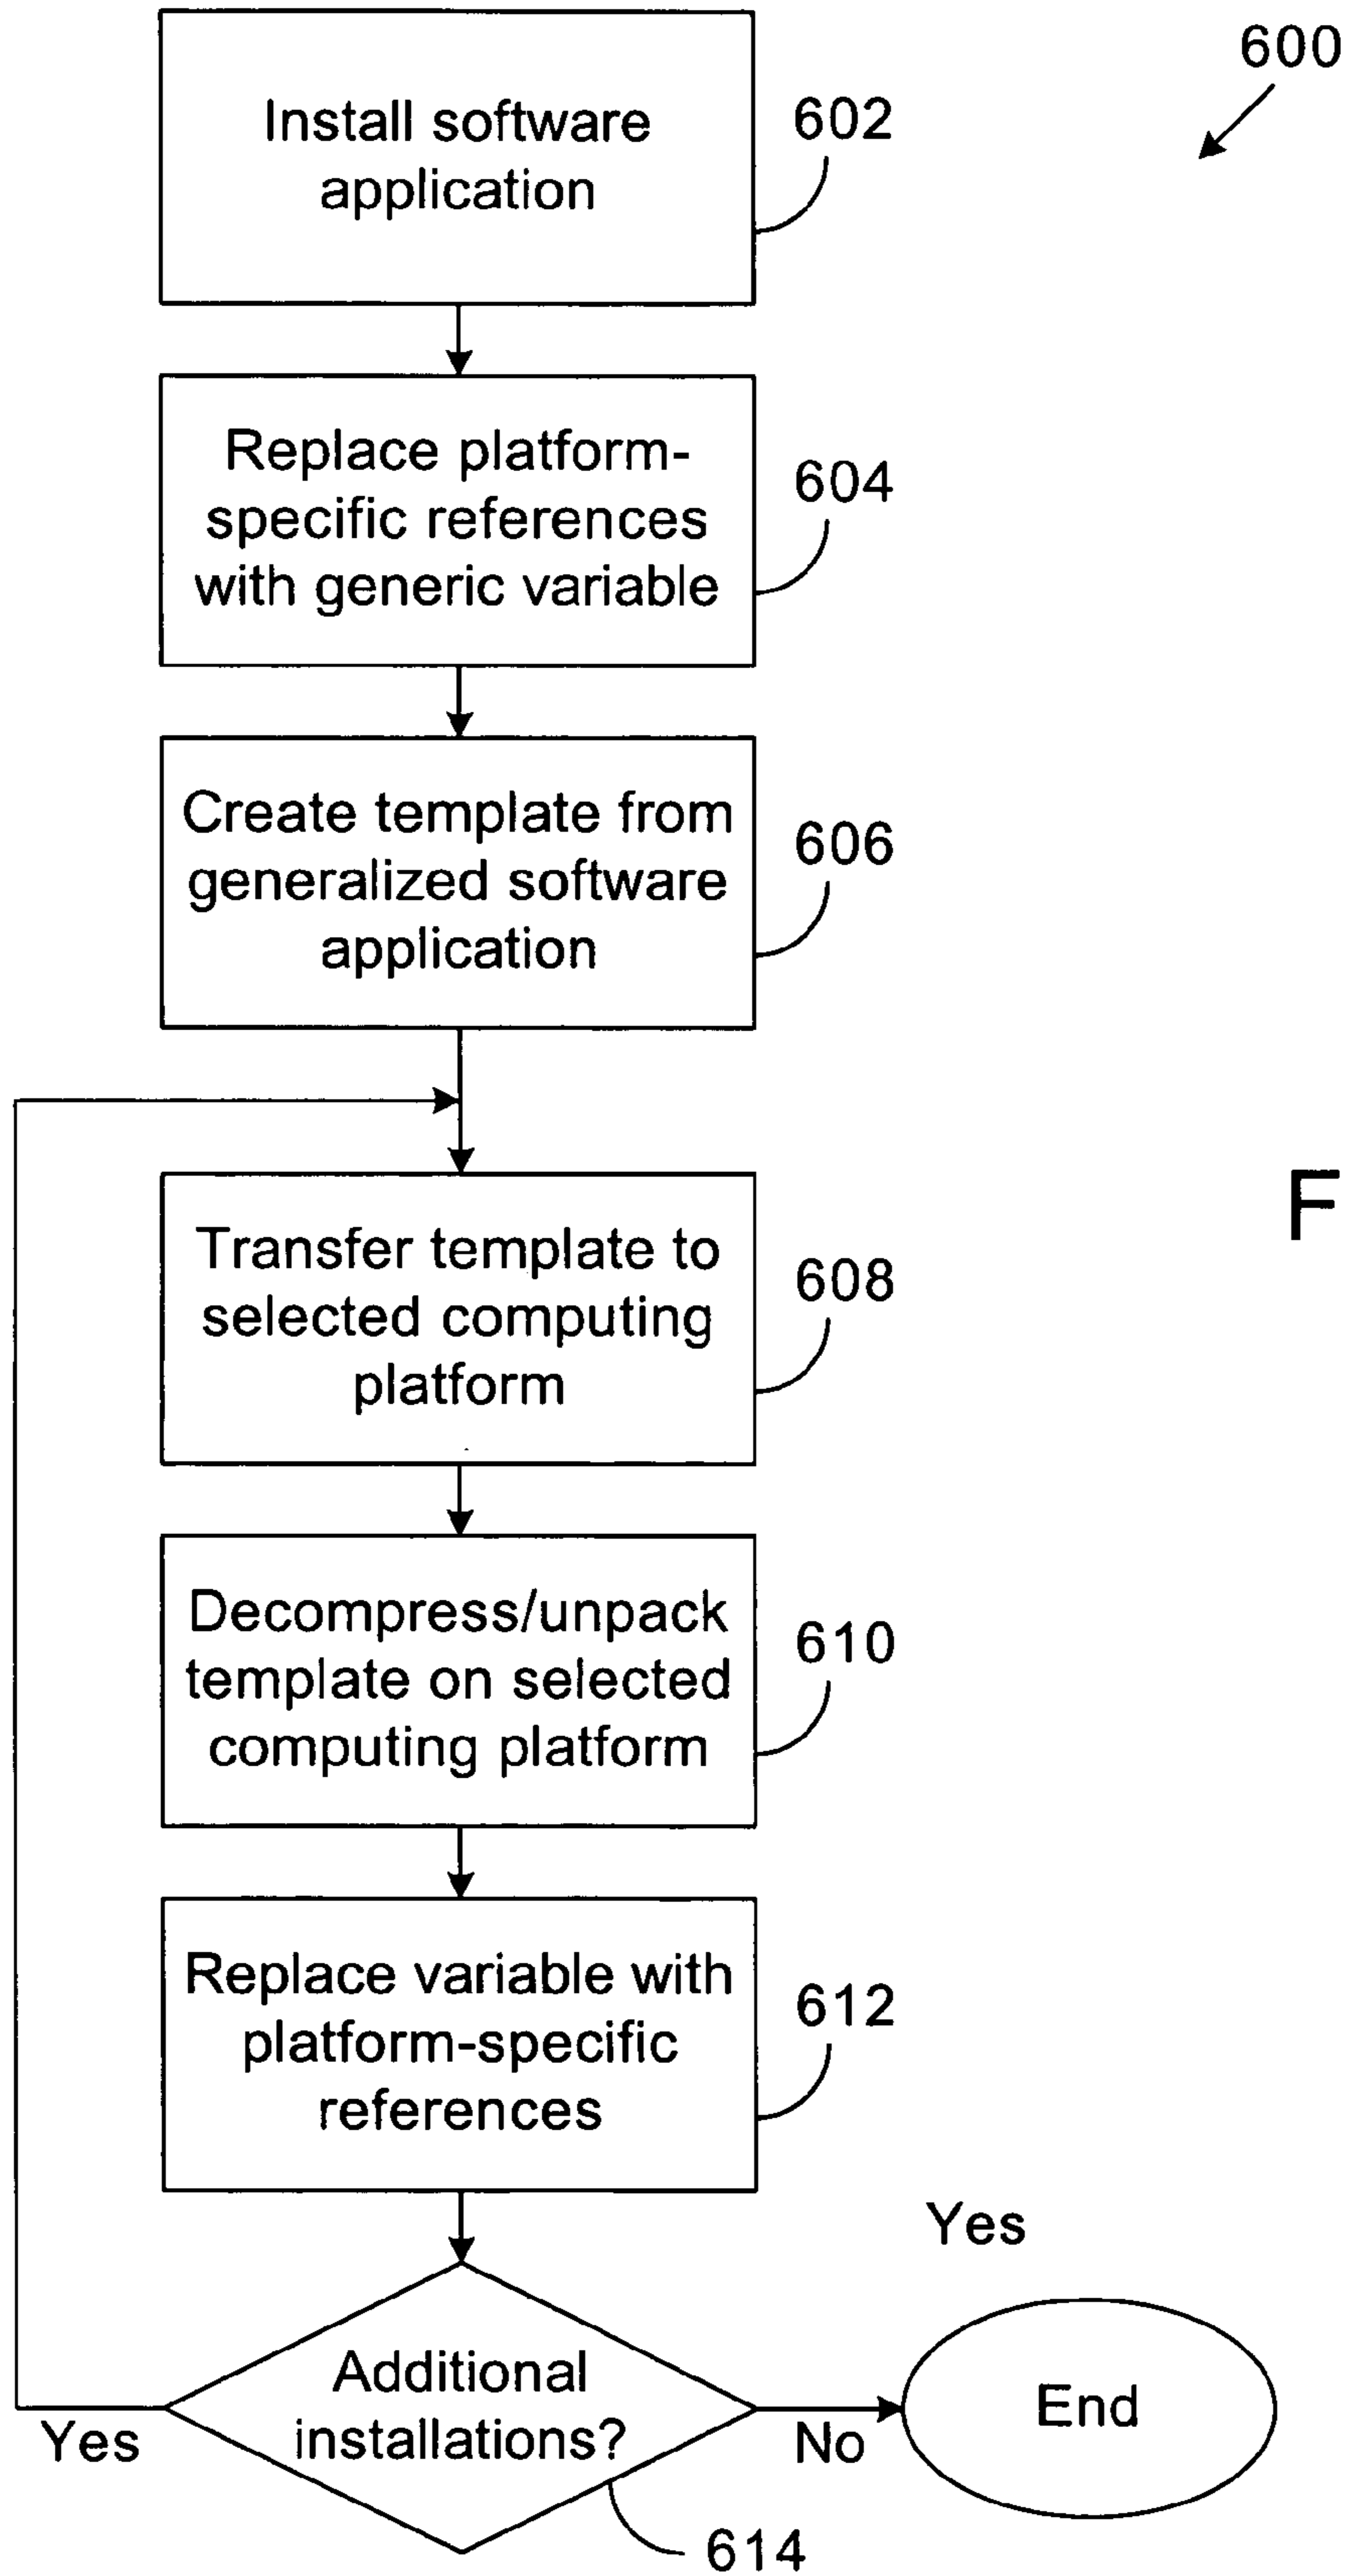 600
Install software
application
602
Replace platform-
specific references
with generic variable
604
Create template from
generalized software
application
606
F
Transfer template to
selected computing
platform
608
Decompress/unpack
template on selected
computing platform
610
Replace variable with
platform-specific
references
612
Yes
Additional
installations?
Yes
No
End
614